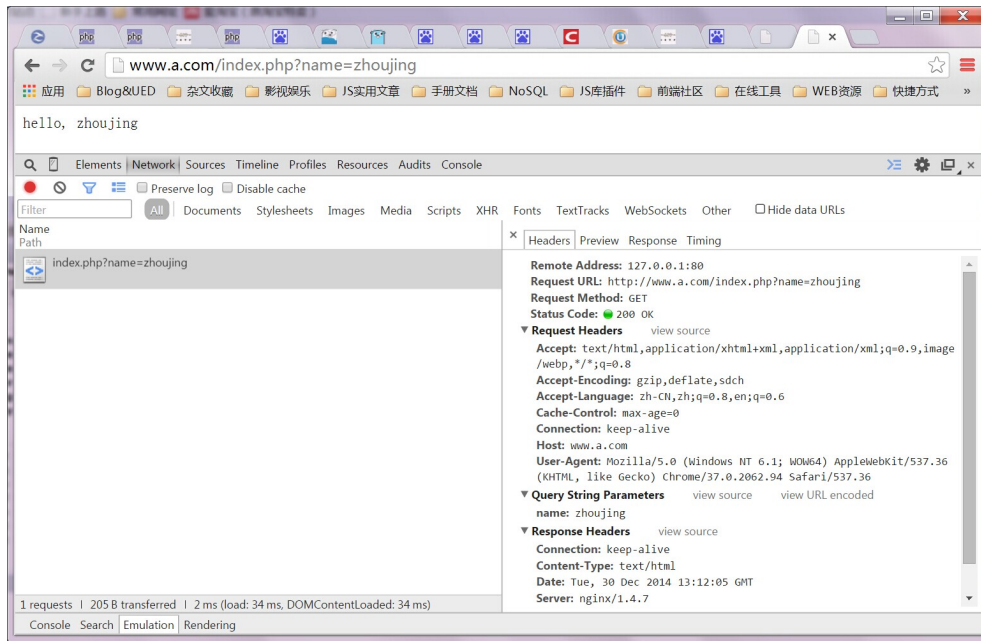 php
php
php
www.a.com/index.php?name=zhoujing
应用 Blog&UED 杂文收藏 影视娱乐 JS实用文章 手册文档 NoSQL JS库插件 前端社区 在线工具 WEB资源 快捷方式 »
hello, zhoujing
Elements Network Sources Timeline Profiles Resources Audits Console
Preserve log Disable cache
Filter All Documents Stylesheets Images Media Scripts XHR Fonts TextTracks WebSockets Other Hide data URLs
Name
Path
index.php?name=zhoujing
× Headers Preview Response Timing
Remote Address: 127.0.0.1:80
Request URL: http://www.a.com/index.php?name=zhoujing
Request Method: GET
Status Code: 200 OK
Request Headers view source
Accept: text/html,application/xhtml+xml,application/xml;q=0.9,image
/webp,*/*;q=0.8
Accept-Encoding: gzip,deflate,sdch
Accept-Language: zh-CN,zh;q=0.8,en;q=0.6
Cache-Control: max-age=0
Connection: keep-alive
Host: www.a.com
User-Agent: Mozilla/5.0 (Windows NT 6.1; WOW64) AppleWebKit/537.36
(KHTML, like Gecko) Chrome/37.0.2062.94 Safari/537.36
Query String Parameters view source view URL encoded
name: zhoujing
Response Headers view source
Connection: keep-alive
Content-Type: text/html
Date: Tue, 30 Dec 2014 13:12:05 GMT
Server: nginx/1.4.7
1 requests | 205 B transferred | 2 ms (load: 34 ms, DOMContentLoaded: 34 ms)
Console Search Emulation Rendering